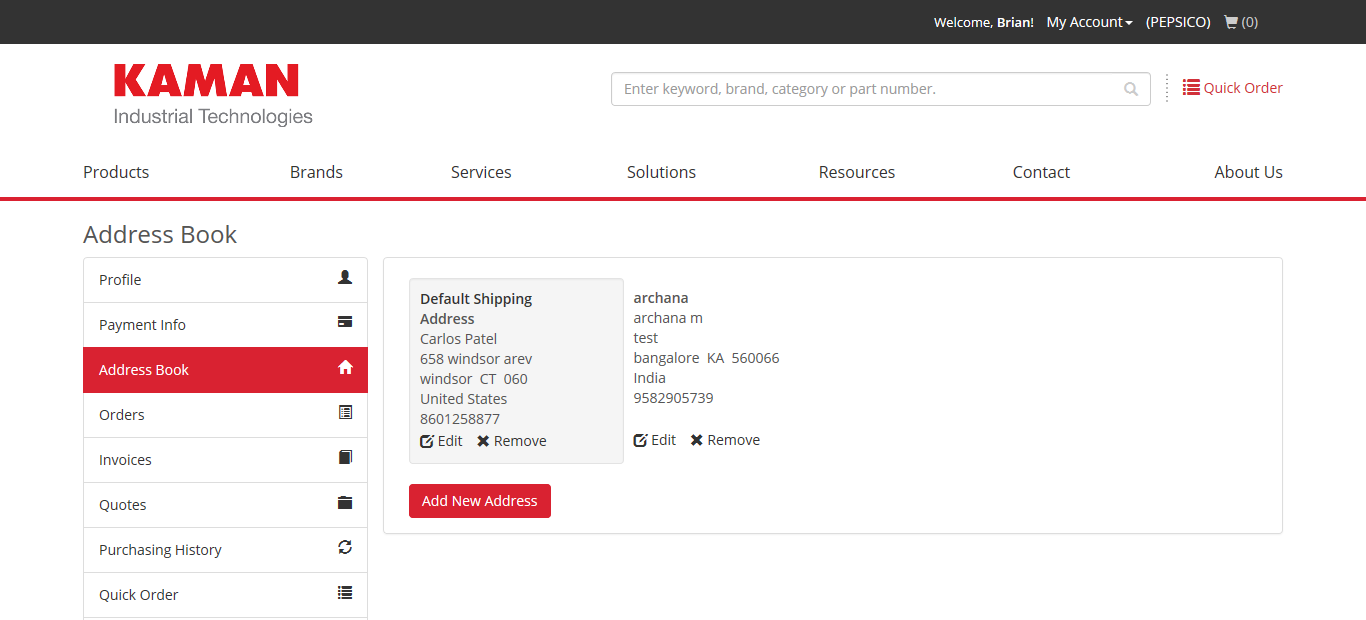 Welcome, Brian! My Account (PEPSICO) (0)
KAMAN
Industrial Technologies
Enter keyword, brand, category or part number.
Quick Order
Products Brands Services Solutions Resources Contact About Us
Address Book
Profile
Payment Info
Address Book
Orders
Invoices
Quotes
Purchasing History
Quick Order
Default Shipping
Address
Carlos Patel
658 windsor arev
windsor CT 060
United States
8601258877
Edit Remove
archana
archana m
test
bangalore KA 560066
India
9582905739
Edit Remove
Add New Address